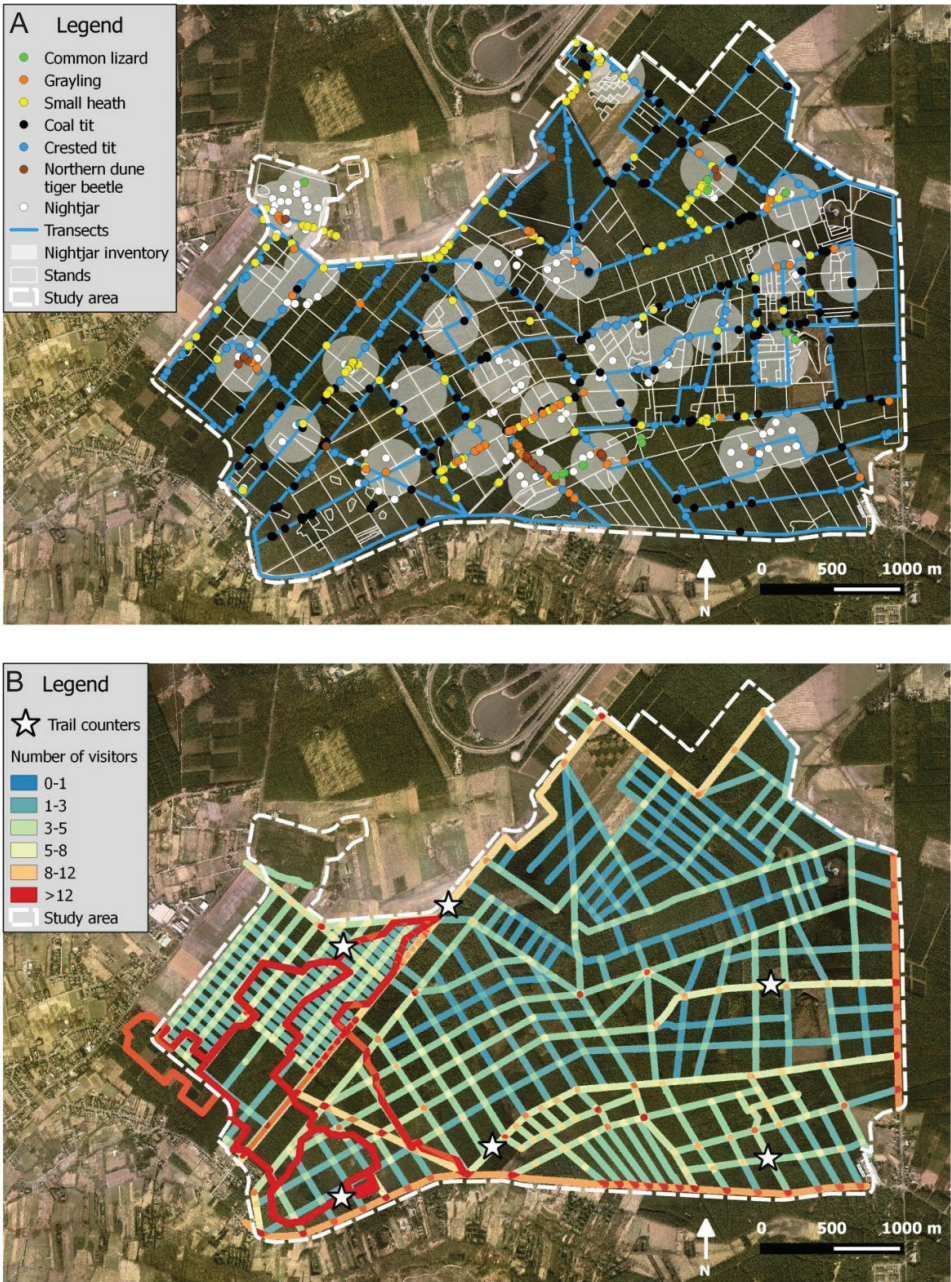 A Legend
Common lizard
Grayling
Small heath
Coal tit
Crested tit
Northern dune
tiger beetle
Nightjar
Transects
Nightjar inventory
Stands
Study area
N
0 500 1000 m
B Legend
Trail counters
Number of visitors
0-1
1-3
3-5
5-8
8-12
>12
Study area
N
0 500 1000 m